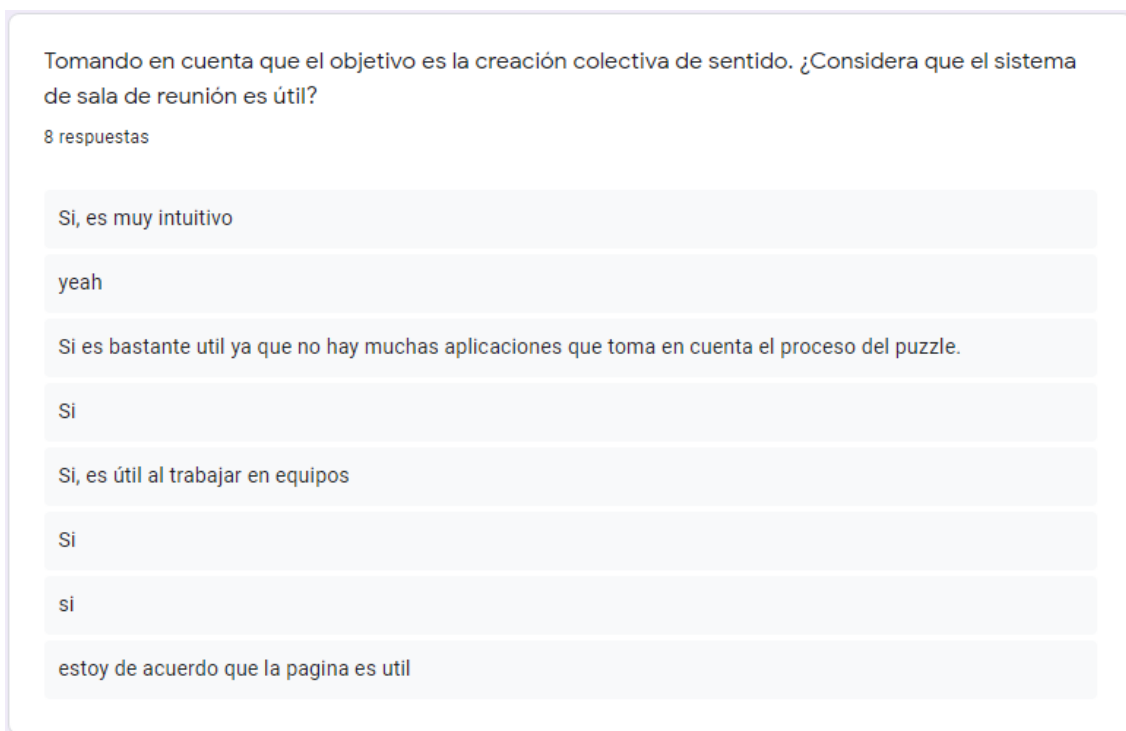 Tomando en cuenta que el objetivo es la creación colectiva de sentido. ¿Considera que el sistema
de sala de reunión es útil?
8 respuestas
Si, es muy intuitivo
yeah
Si es bastante util ya que no hay muchas aplicaciones que toma en cuenta el proceso del puzzle.
Si
Si, es útil al trabajar en equipos
Si
si
estoy de acuerdo que la pagina es util